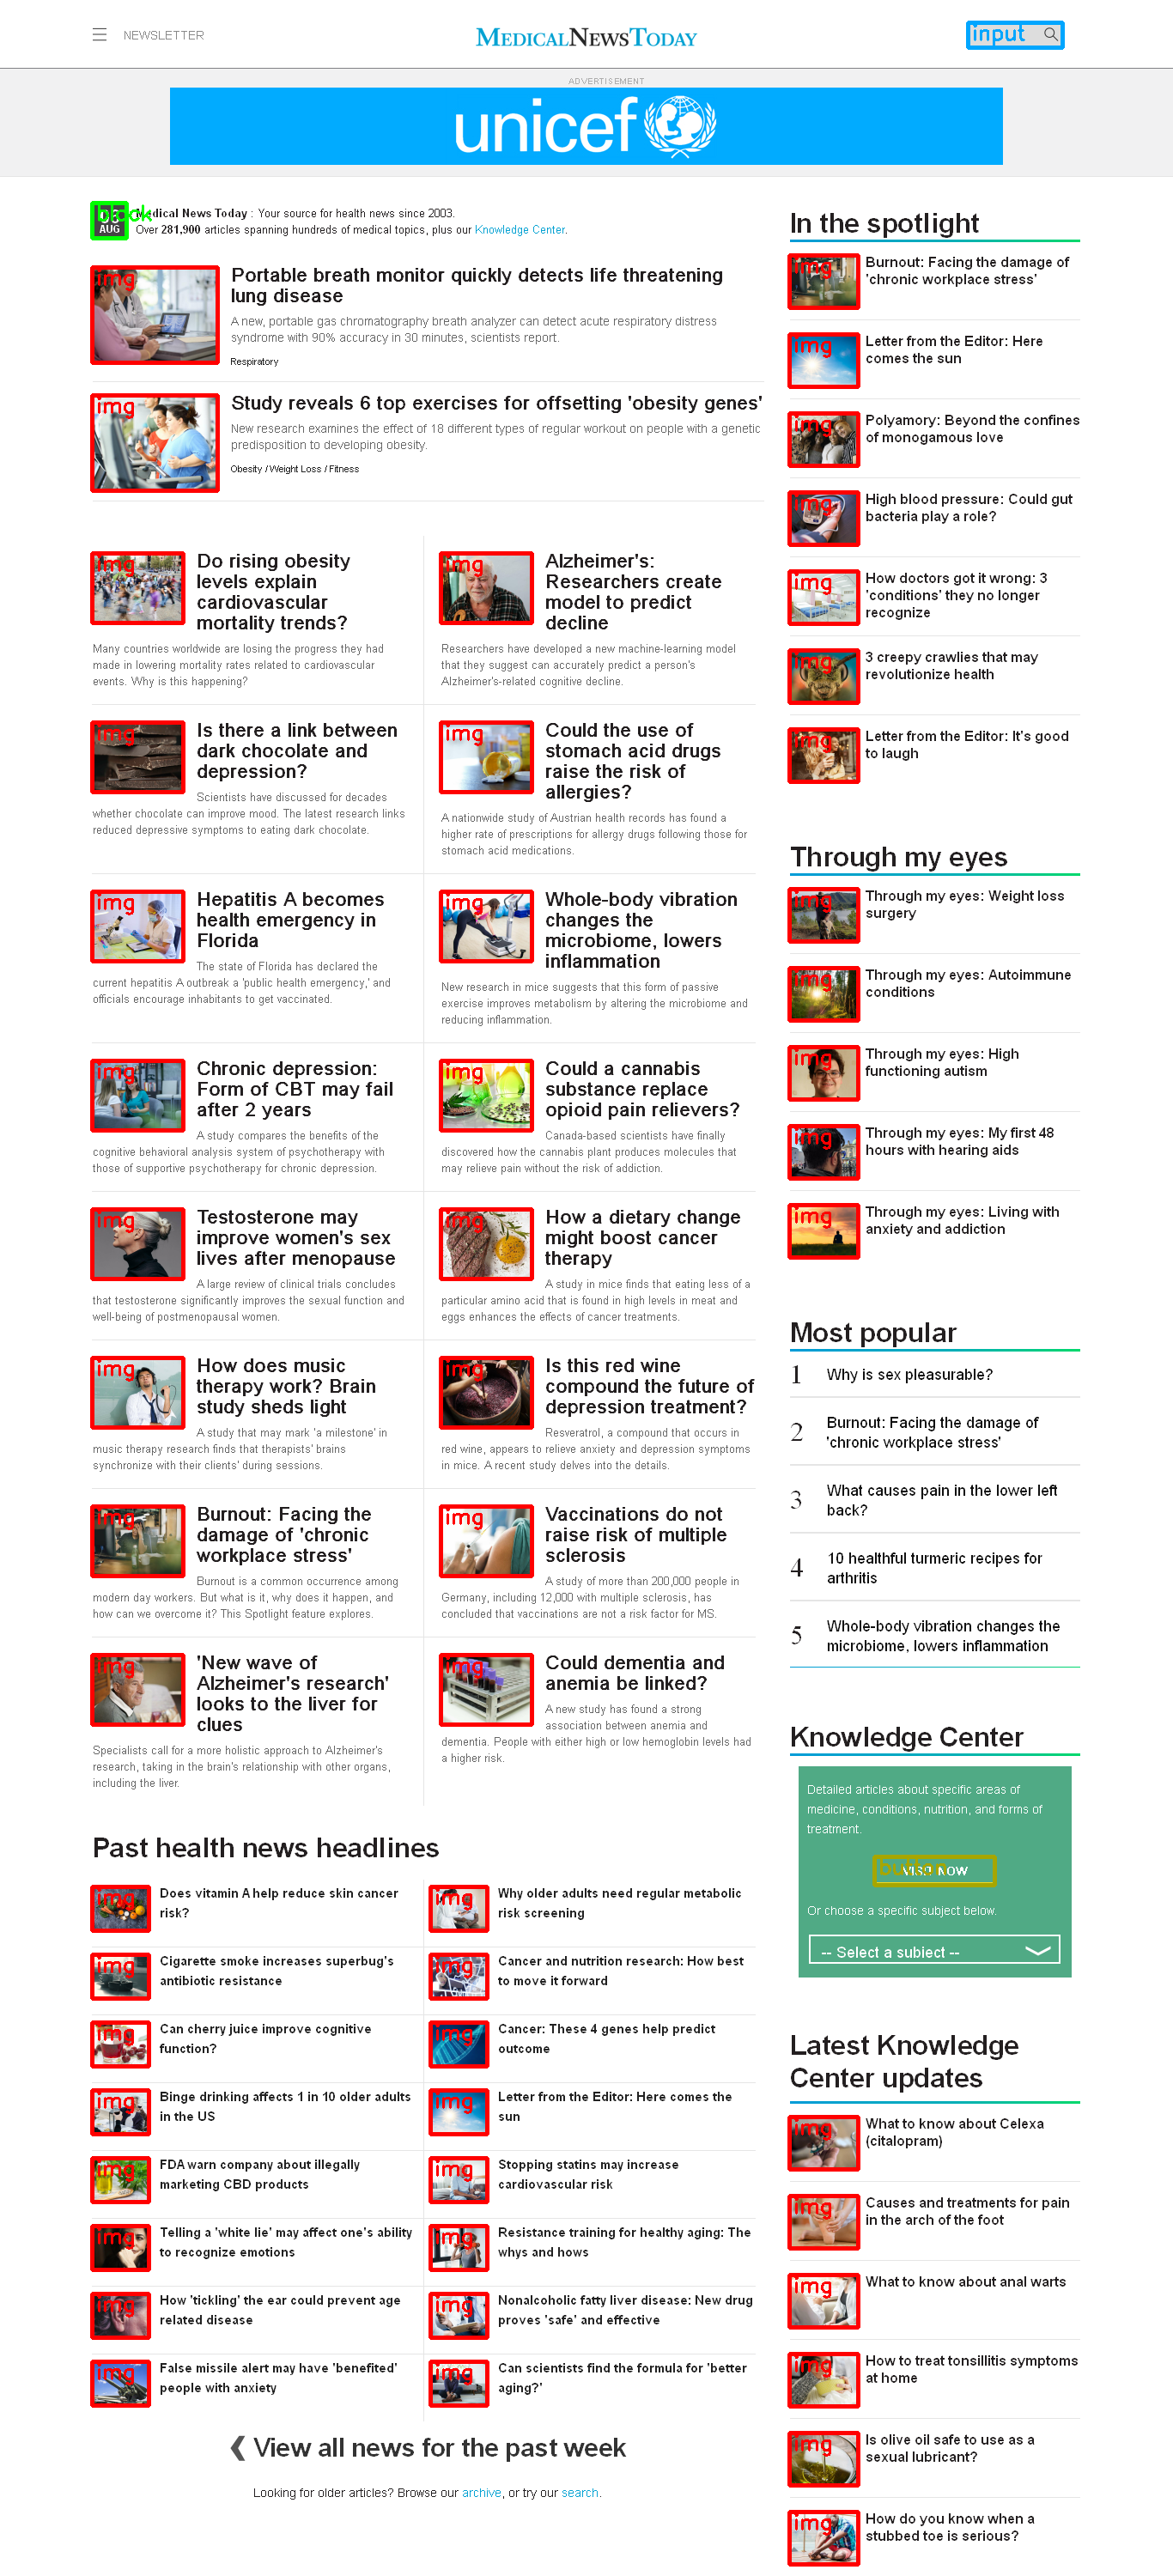 NEWSLETTER
MEDICALNEWSTODAY
input
ADVERTISEMENT
unicef
block
AUG
Medical News Today : Your source for health news since 2003.
Over 281,900 articles spanning hundreds of medical topics, plus our Knowledge Center.
img
Portable breath monitor quickly detects life threatening
lung disease
A new, portable gas chromatography breath analyzer can detect acute respiratory distress
syndrome with 90% accuracy in 30 minutes, scientists report.
Respiratory
img
Study reveals 6 top exercises for offsetting 'obesity genes'
New research examines the effect of 18 different types of regular workout on people with a genetic
predisposition to developing obesity.
Obesity / Weight Loss / Fitness
img
Do rising obesity
levels explain
cardiovascular
mortality trends?
Many countries worldwide are losing the progress they had
made in lowering mortality rates related to cardiovascular
events. Why is this happening?
img
Alzheimer's:
Researchers create
model to predict
decline
Researchers have developed a new machine-learning model
that they suggest can accurately predict a person's
Alzheimer's-related cognitive decline.
img
Is there a link between
dark chocolate and
depression?
Scientists have discussed for decades
whether chocolate can improve mood. The latest research links
reduced depressive symptoms to eating dark chocolate.
img
Could the use of
stomach acid drugs
raise the risk of
allergies?
A nationwide study of Austrian health records has found a
higher rate of prescriptions for allergy drugs following those for
stomach acid medications.
img
Hepatitis A becomes
health emergency in
Florida
The state of Florida has declared the
current hepatitis A outbreak a 'public health emergency,' and
officials encourage inhabitants to get vaccinated.
img
Whole-body vibration
changes the
microbiome, lowers
inflammation
New research in mice suggests that this form of passive
exercise improves metabolism by altering the microbiome and
reducing inflammation.
img
Chronic depression:
Form of CBT may fail
after 2 years
A study compares the benefits of the
cognitive behavioral analysis system of psychotherapy with
those of supportive psychotherapy for chronic depression.
img
Could a cannabis
substance replace
opioid pain relievers?
Canada-based scientists have finally
discovered how the cannabis plant produces molecules that
may relieve pain without the risk of addiction.
img
Testosterone may
improve women's sex
lives after menopause
A large review of clinical trials concludes
that testosterone significantly improves the sexual function and
well-being of postmenopausal women.
img
How a dietary change
might boost cancer
therapy
A study in mice finds that eating less of a
particular amino acid that is found in high levels in meat and
eggs enhances the effects of cancer treatments.
img
How does music
therapy work? Brain
study sheds light
A study that may mark 'a milestone' in
music therapy research finds that therapists' brains
synchronize with their clients' during sessions.
img
Is this red wine
compound the future of
depression treatment?
Resveratrol, a compound that occurs in
red wine, appears to relieve anxiety and depression symptoms
in mice. A recent study delves into the details.
img
Burnout: Facing the
damage of 'chronic
workplace stress'
Burnout is a common occurrence among
modern day workers. But what is it, why does it happen, and
how can we overcome it? This Spotlight feature explores.
img
Vaccinations do not
raise risk of multiple
sclerosis
A study of more than 200,000 people in
Germany, including 12,000 with multiple sclerosis, has
concluded that vaccinations are not a risk factor for MS.
img
'New wave of
Alzheimer's research'
looks to the liver for
clues
Specialists call for a more holistic approach to Alzheimer's
research, taking in the brain's relationship with other organs,
including the liver.
img
Could dementia and
anemia be linked?
A new study has found a strong
association between anemia and
dementia. People with either high or low hemoglobin levels had
a higher risk.
Past health news headlines
img
Does vitamin A help reduce skin cancer
risk?
img
Why older adults need regular metabolic
risk screening
img
Cigarette smoke increases superbug's
antibiotic resistance
img
Cancer and nutrition research: How best
to move it forward
img
Can cherry juice improve cognitive
function?
img
Cancer: These 4 genes help predict
outcome
img
Binge drinking affects 1 in 10 older adults
in the US
img
Letter from the Editor: Here comes the
sun
img
FDA warn company about illegally
marketing CBD products
img
Stopping statins may increase
cardiovascular risk
img
Telling a 'white lie' may affect one's ability
to recognize emotions
img
Resistance training for healthy aging: The
whys and hows
img
How 'tickling' the ear could prevent age
related disease
img
Nonalcoholic fatty liver disease: New drug
proves 'safe' and effective
img
False missile alert may have 'benefited'
people with anxiety
img
Can scientists find the formula for 'better
aging?'
❮ View all news for the past week
Looking for older articles? Browse our archive, or try our search.
In the spotlight
img
Burnout: Facing the damage of
'chronic workplace stress'
img
Letter from the Editor: Here
comes the sun
img
Polyamory: Beyond the confines
of monogamous love
img
High blood pressure: Could gut
bacteria play a role?
img
How doctors got it wrong: 3
'conditions' they no longer
recognize
img
3 creepy crawlies that may
revolutionize health
img
Letter from the Editor: It's good
to laugh
Through my eyes
img
Through my eyes: Weight loss
surgery
img
Through my eyes: Autoimmune
conditions
img
Through my eyes: High
functioning autism
img
Through my eyes: My first 48
hours with hearing aids
img
Through my eyes: Living with
anxiety and addiction
Most popular
1 Why is sex pleasurable?
2 Burnout: Facing the damage of
'chronic workplace stress'
3 What causes pain in the lower left
back?
4 10 healthful turmeric recipes for
arthritis
5 Whole-body vibration changes the
microbiome, lowers inflammation
Knowledge Center
Detailed articles about specific areas of
medicine, conditions, nutrition, and forms of
treatment.
button
VISIT NOW
Or choose a specific subject below.
-- Select a subject --
Latest Knowledge
Center updates
img
What to know about Celexa
(citalopram)
img
Causes and treatments for pain
in the arch of the foot
img
What to know about anal warts
img
How to treat tonsillitis symptoms
at home
img
Is olive oil safe to use as a
sexual lubricant?
img
How do you know when a
stubbed toe is serious?